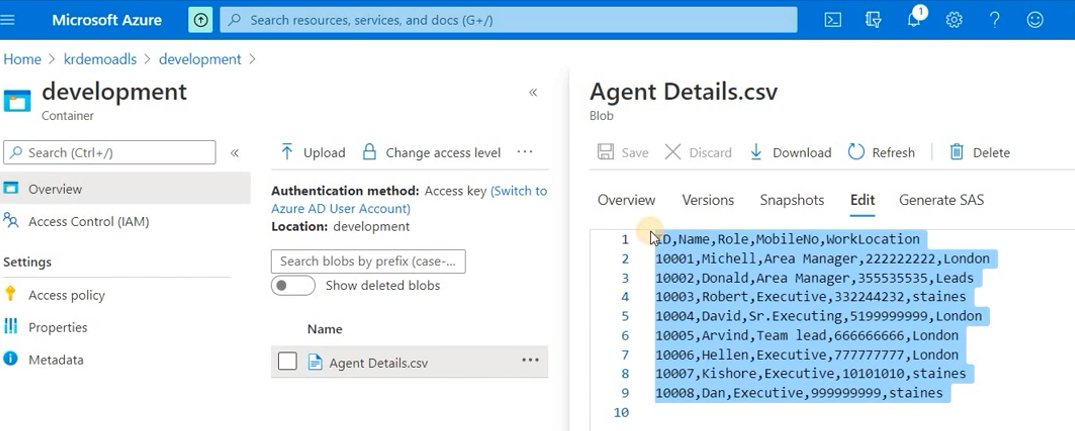 Microsoft Azure
Search resources, services, and docs (G+/)
1
Home > krdemoadls > development >
development
Container
Search (Ctrl+/)
Overview
Access Control (IAM)
Settings
Access policy
Properties
Metadata
Upload Change access level ...
Authentication method: Access key (Switch to
Azure AD User Account)
Location: development
Search blobs by prefix (case-...
Show deleted blobs
Name
Agent Details.csv ...
Agent Details.csv
Blob
Save Discard Download Refresh Delete
Overview Versions Snapshots Edit Generate SAS
1 ID,Name,Role,MobileNo,WorkLocation
2 10001,Michell,Area Manager,222222222,London
3 10002,Donald,Area Manager,355535535,Leads
4 10003,Robert,Executive,332244232,staines
5 10004,David,Sr.Executing,5199999999,London
6 10005,Arvind,Team lead,666666666,London
7 10006,Hellen,Executive,777777777,London
8 10007,Kishore,Executive,10101010,staines
9 10008,Dan,Executive,999999999,staines
10